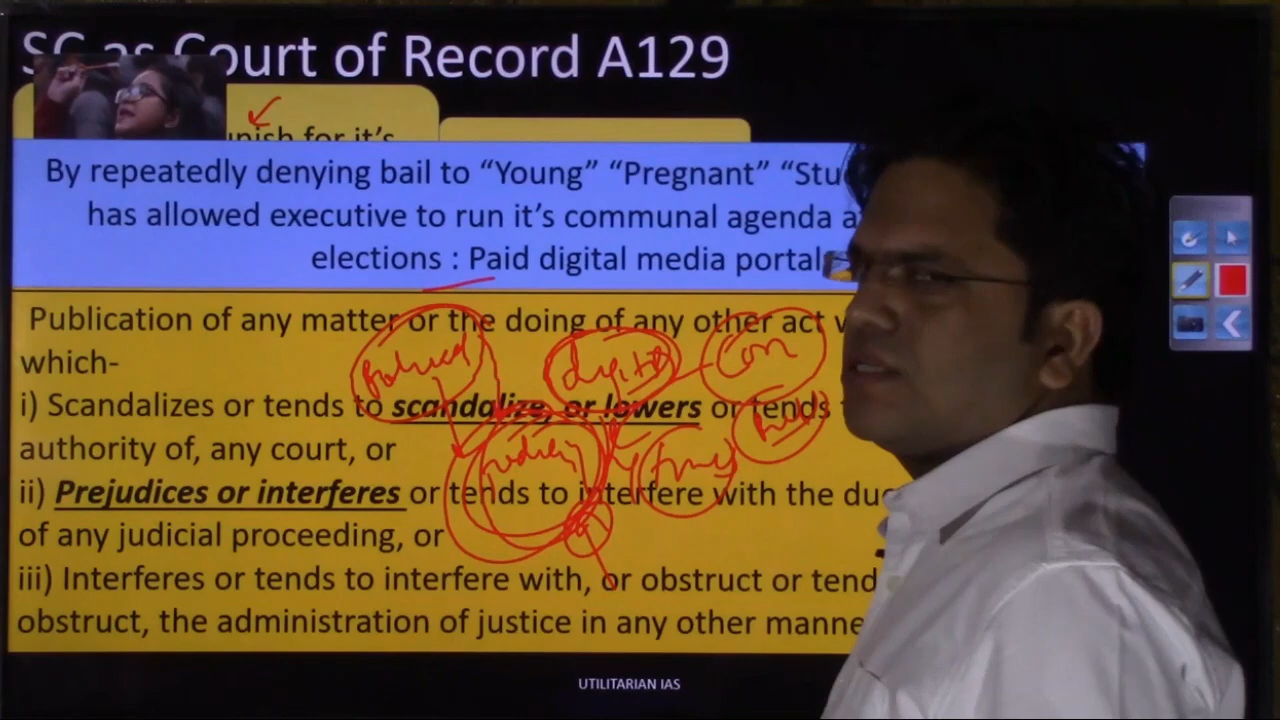 SC as Court of Record A129
unish for it's
By repeatedly denying bail to “Young” “Pregnant” “Stu
has allowed executive to run it’s communal agenda a
elections : Paid digital media portal
Publication of any matter or the doing of any other act w
which-
i) Scandalizes or tends to scandalize, or lowers or tends t
authority of, any court, or
ii) Prejudices or interferes or tends to interfere with the due
of any judicial proceeding, or
iii) Interferes or tends to interfere with, or obstruct or tend
obstruct, the administration of justice in any other manne
UTILITARIAN IAS